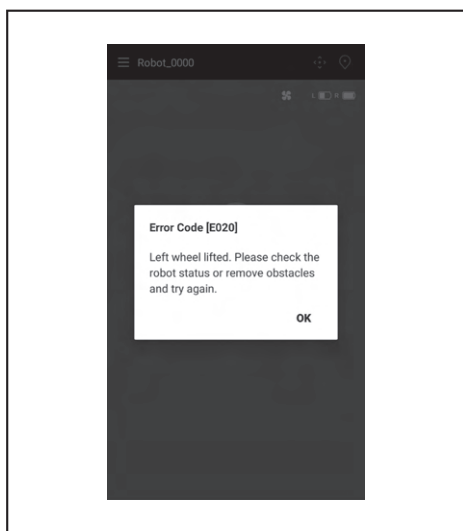 Robot_0000
L R
Error Code [E020]
Left wheel lifted. Please check the
robot status or remove obstacles
and try again.
OK